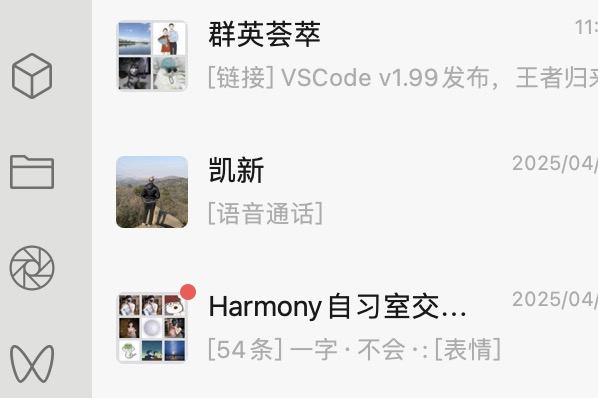 群英荟萃
11:
[链接] VSCode v1.99发布，王者归
凯新
2025/04/
[语音通话]
Harmony自习室交...
2025/04/
[54条] 一字 · 不会 ·: [表情]